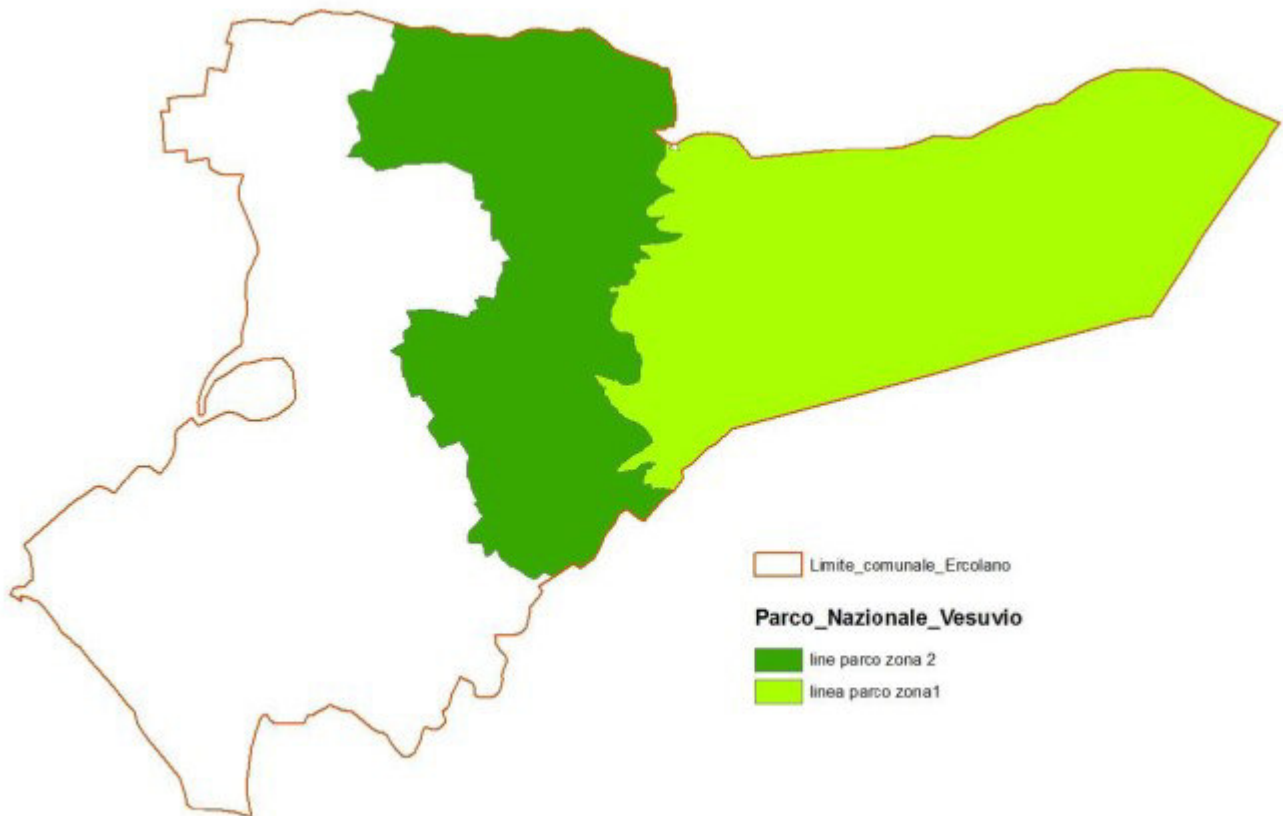 Limite_comunale_Ercolano
Parco_Nazionale_Vesuvio
line parco zona 2
linea parco zona1